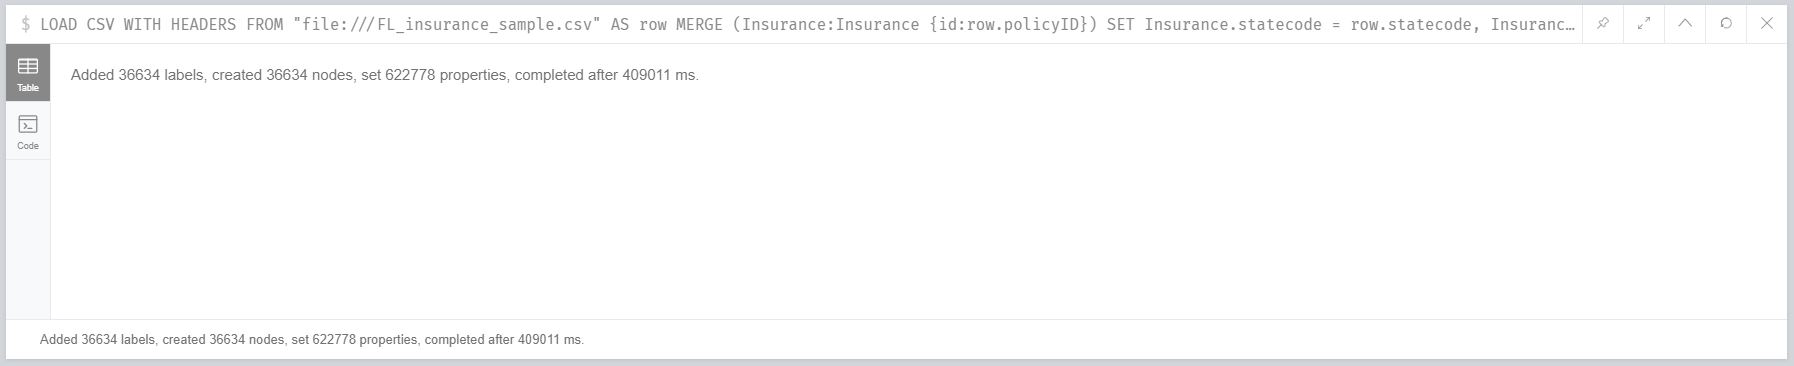 $ LOAD CSV WITH HEADERS FROM "file:///FL_insurance_sample.csv" AS row MERGE (Insurance:Insurance {id:row.policyID}) SET Insurance.statecode = row.statecode, Insuranc…
Table
Added 36634 labels, created 36634 nodes, set 622778 properties, completed after 409011 ms.
Code
Added 36634 labels, created 36634 nodes, set 622778 properties, completed after 409011 ms.